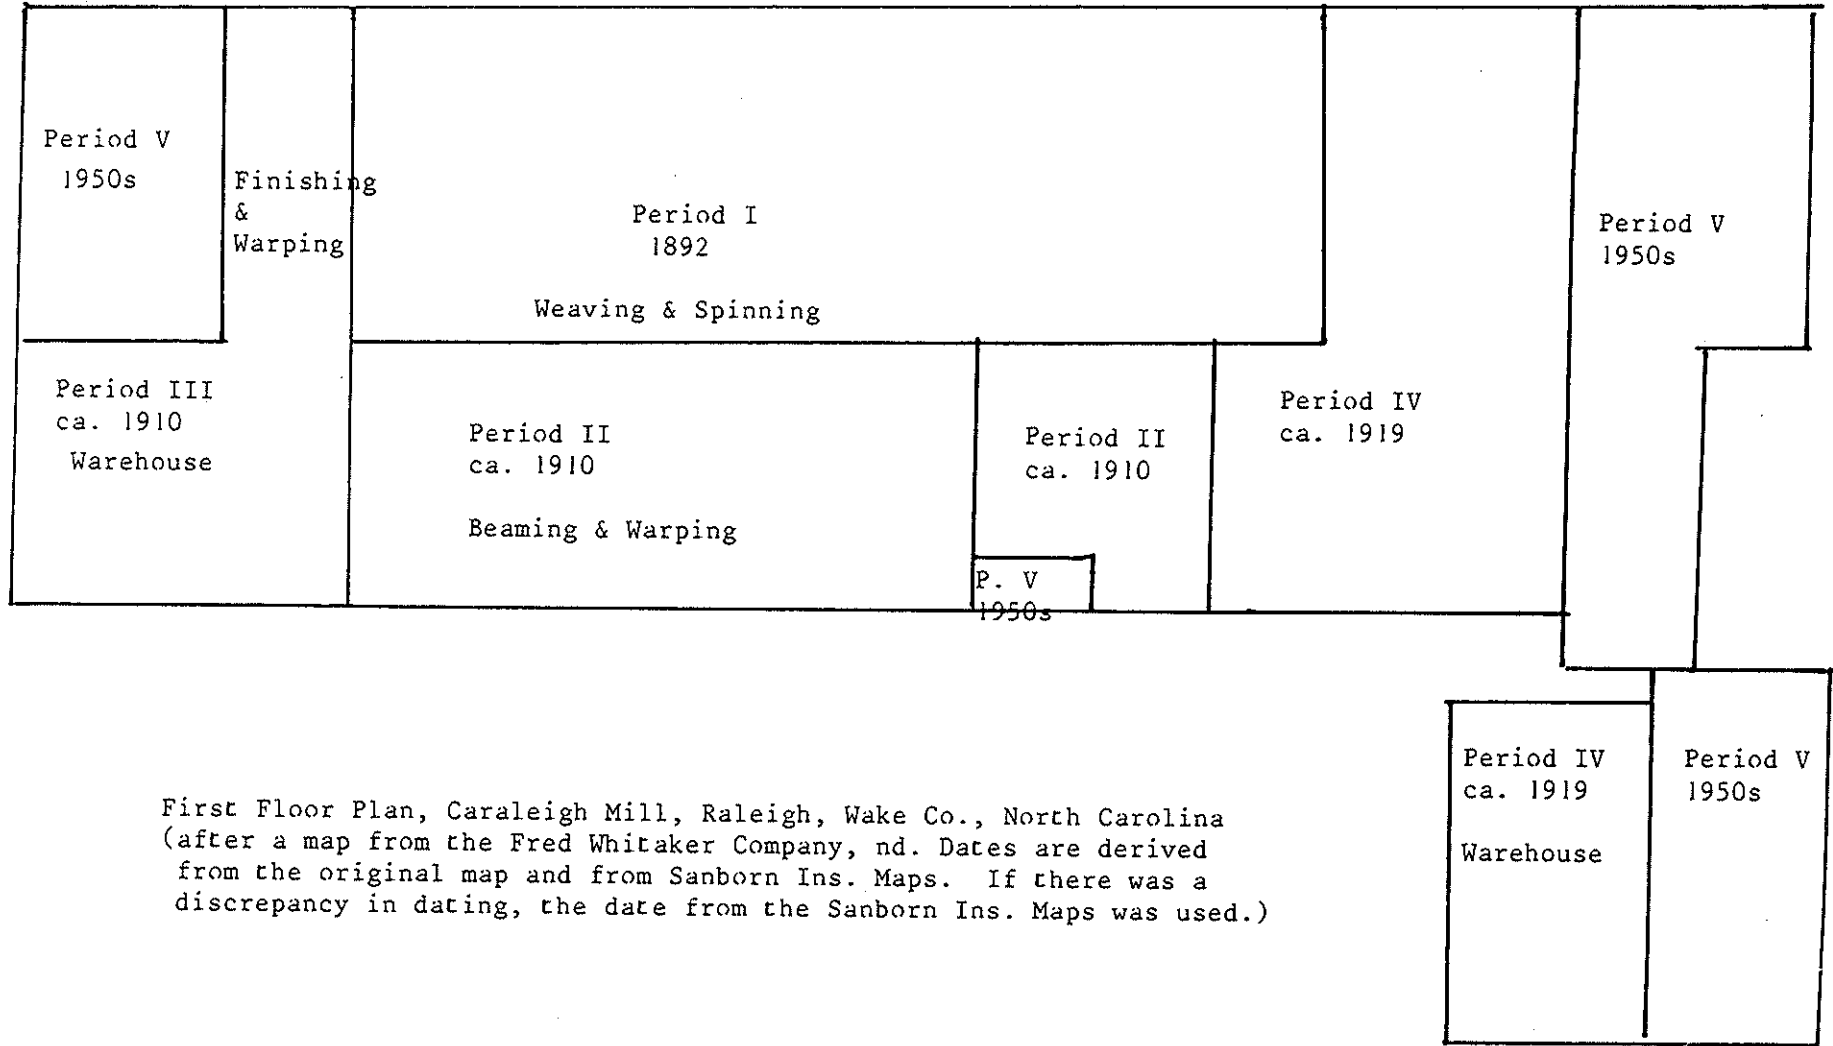 Period V
1950s
Finishing
&
Warping
Period I
1892
Weaving & Spinning
Period V
1950s
Period III
ca. 1910
Warehouse
Period II
ca. 1910
Beaming & Warping
Period II
ca. 1910
P. V
1950s
Period IV
ca. 1919
Period IV
ca. 1919
Warehouse
Period V
1950s
First Floor Plan, Caraleigh Mill, Raleigh, Wake Co., North Carolina
(after a map from the Fred Whitaker Company, nd. Dates are derived
from the original map and from Sanborn Ins. Maps. If there was a
discrepancy in dating, the date from the Sanborn Ins. Maps was used.)